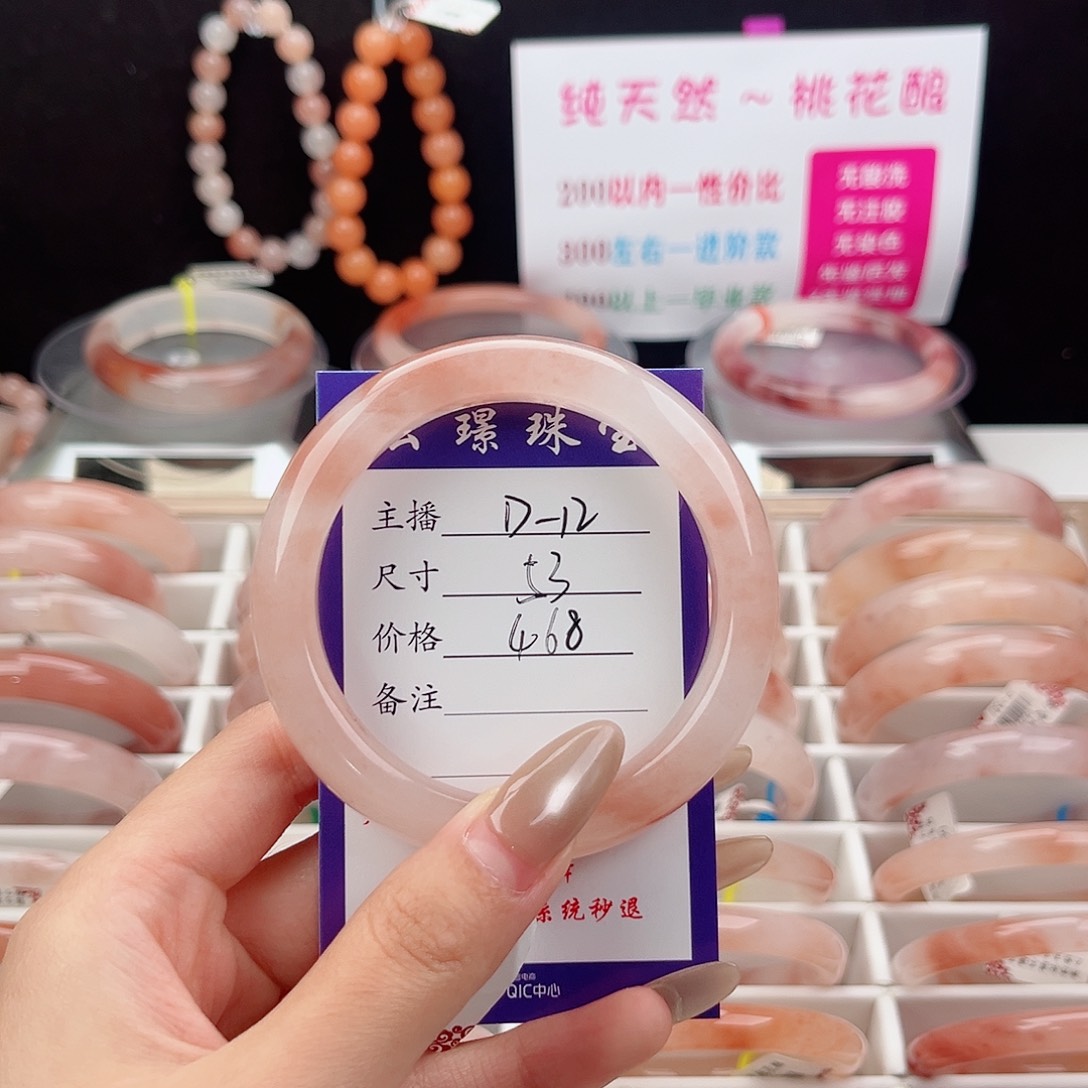 纯天然～桃花酸
200以内一性价比
300左右一进阶款
无酸洗
无注胶
无染色
璟珠宝
主播 D-12
尺寸 53
价格 468
备注
系统秒退
QIC中心